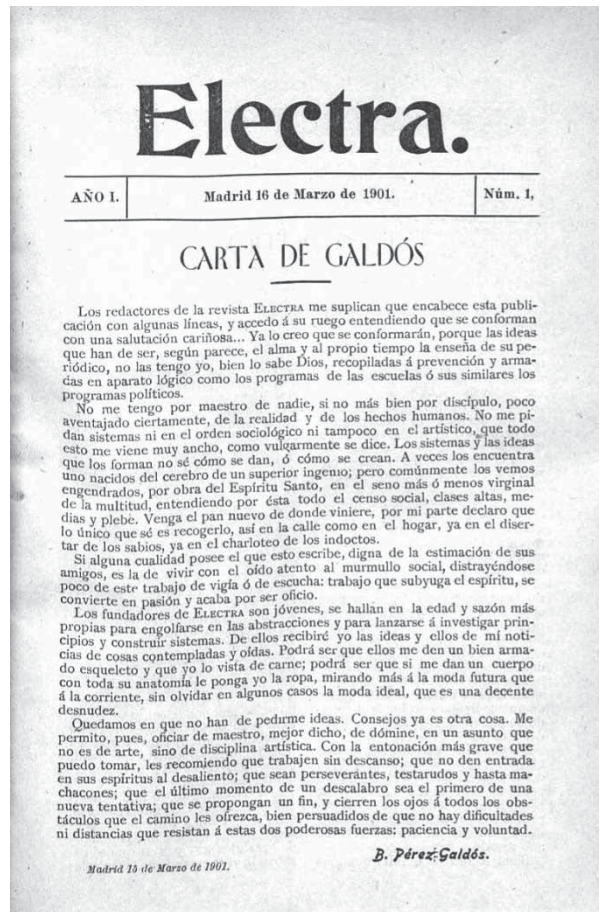 Electra.
AÑO I.
Madrid 16 de Marzo de 1901.
Núm. 1,
CARTA DE GALDÓS
Los redactores de la revista ELECTRA me suplican que encabece esta publi-
cación con algunas líneas, y accedo á su ruego entendiendo que se conforman
con una salutación cariñosa... Ya lo creo que se conformarán, porque las ideas
que han de ser, según parece, el alma y al propio tiempo la enseña de su pe-
riódico, no las tengo yo, bien lo sabe Dios, recopiladas á prevención y arma-
das en aparato lógico como los programas de las escuelas ó sus similares los
programas políticos.
No me tengo por maestro de nadie, si no más bien por discípulo, poco
aventajado ciertamente, de la realidad y de los hechos humanos. No me pi-
dan sistemas ni en el orden sociológico ni tampoco en el artístico, que todo
esto me viene muy ancho, como vulgarmente se dice. Los sistemas y las ideas
que los forman no sé cómo se dan, ó cómo se crean. A veces los encuentra
uno nacidos del cerebro de un superior ingenio; pero comúnmente los vemos
engendrados, por obra del Espíritu Santo, en el seno más ó menos virginal
de la multitud, entendiendo por ésta todo el censo social, clases altas, me-
dias y plebe. Venga el pan nuevo de donde viniere, por mi parte declaro que
lo único que sé es recogerlo, así en la calle como en el hogar, ya en el diser-
tar de los sabios, ya en el charloteo de los indoctos.
Si alguna cualidad posee el que esto escribe, digna de la estimación de sus
amigos, es la de vivir con el oído atento al murmullo social, distrayéndose
poco de este trabajo de vigía ó de escucha: trabajo que subyuga el espíritu, se
convierte en pasión y acaba por ser oficio.
Los fundadores de ELECTRA son jóvenes, se hallan en la edad y sazón más
propias para engolfarse en las abstracciones y para lanzarse á investigar prin-
cipios y construir sistemas. De ellos recibiré yo las ideas y ellos de mí noti-
cias de cosas contempladas y oídas. Podrá ser que ellos me den un bien arma-
do esqueleto y que yo lo vista de carne; podrá ser que si me dan un cuerpo
con toda su anatomía le ponga yo la ropa, mirando más á la moda futura que
á la corriente, sin olvidar en algunos casos la moda ideal, que es una decente
desnudez.
Quedamos en que no han de pedirme ideas. Consejos ya es otra cosa. Me
permito, pues, oficiar de maestro, mejor dicho, de dómine, en un asunto que
no es de arte, sino de disciplina artística. Con la entonación más grave que
puedo tomar, les recomiendo que trabajen sin descanso; que no den entrada
en sus espíritus al desaliento; que sean perseverantes, testarudos y hasta ma-
chacones; que el último momento de un descalabro sea el primero de una
nueva tentativa; que se propongan un fin, y cierren los ojos á todos los obs-
táculos que el camino les ofrezca, bien persuadidos de que no hay dificultades
ni distancias que resistan á estas dos poderosas fuerzas: paciencia y voluntad.
B. Pérez Galdós.
Madrid 15 de Marzo de 1901.